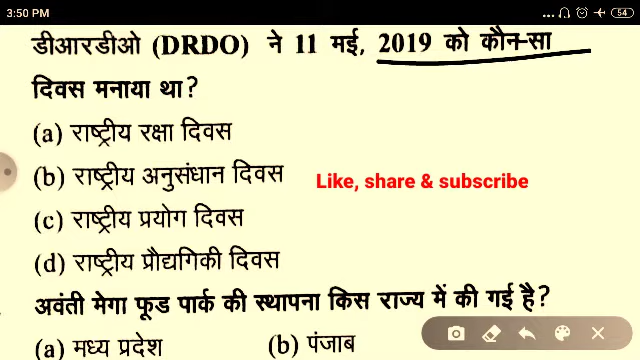 3:50 PM
54
डीआरडीओ (DRDO) ने 11 मई, 2019 को कौन-सा
दिवस मनाया था?
(a) राष्ट्रीय रक्षा दिवस
(b) राष्ट्रीय अनुसंधान दिवस
Like, share & subscribe
(c) राष्ट्रीय प्रयोग दिवस
(d) राष्ट्रीय प्रौद्यगिकी दिवस
अवंती मेगा फूड पार्क की स्थापना किस राज्य में की गई है?
(a) मध्य प्रदेश (b) पंजाब